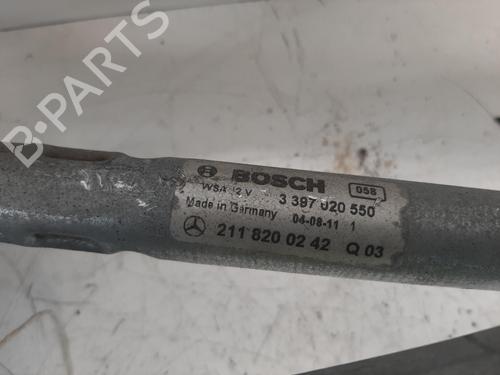 B-PARTS
BOSCH 058
WSA 12 V 3 397 020 550
Made in Germany 04-08-11 1
211 820 02 42 Q 03